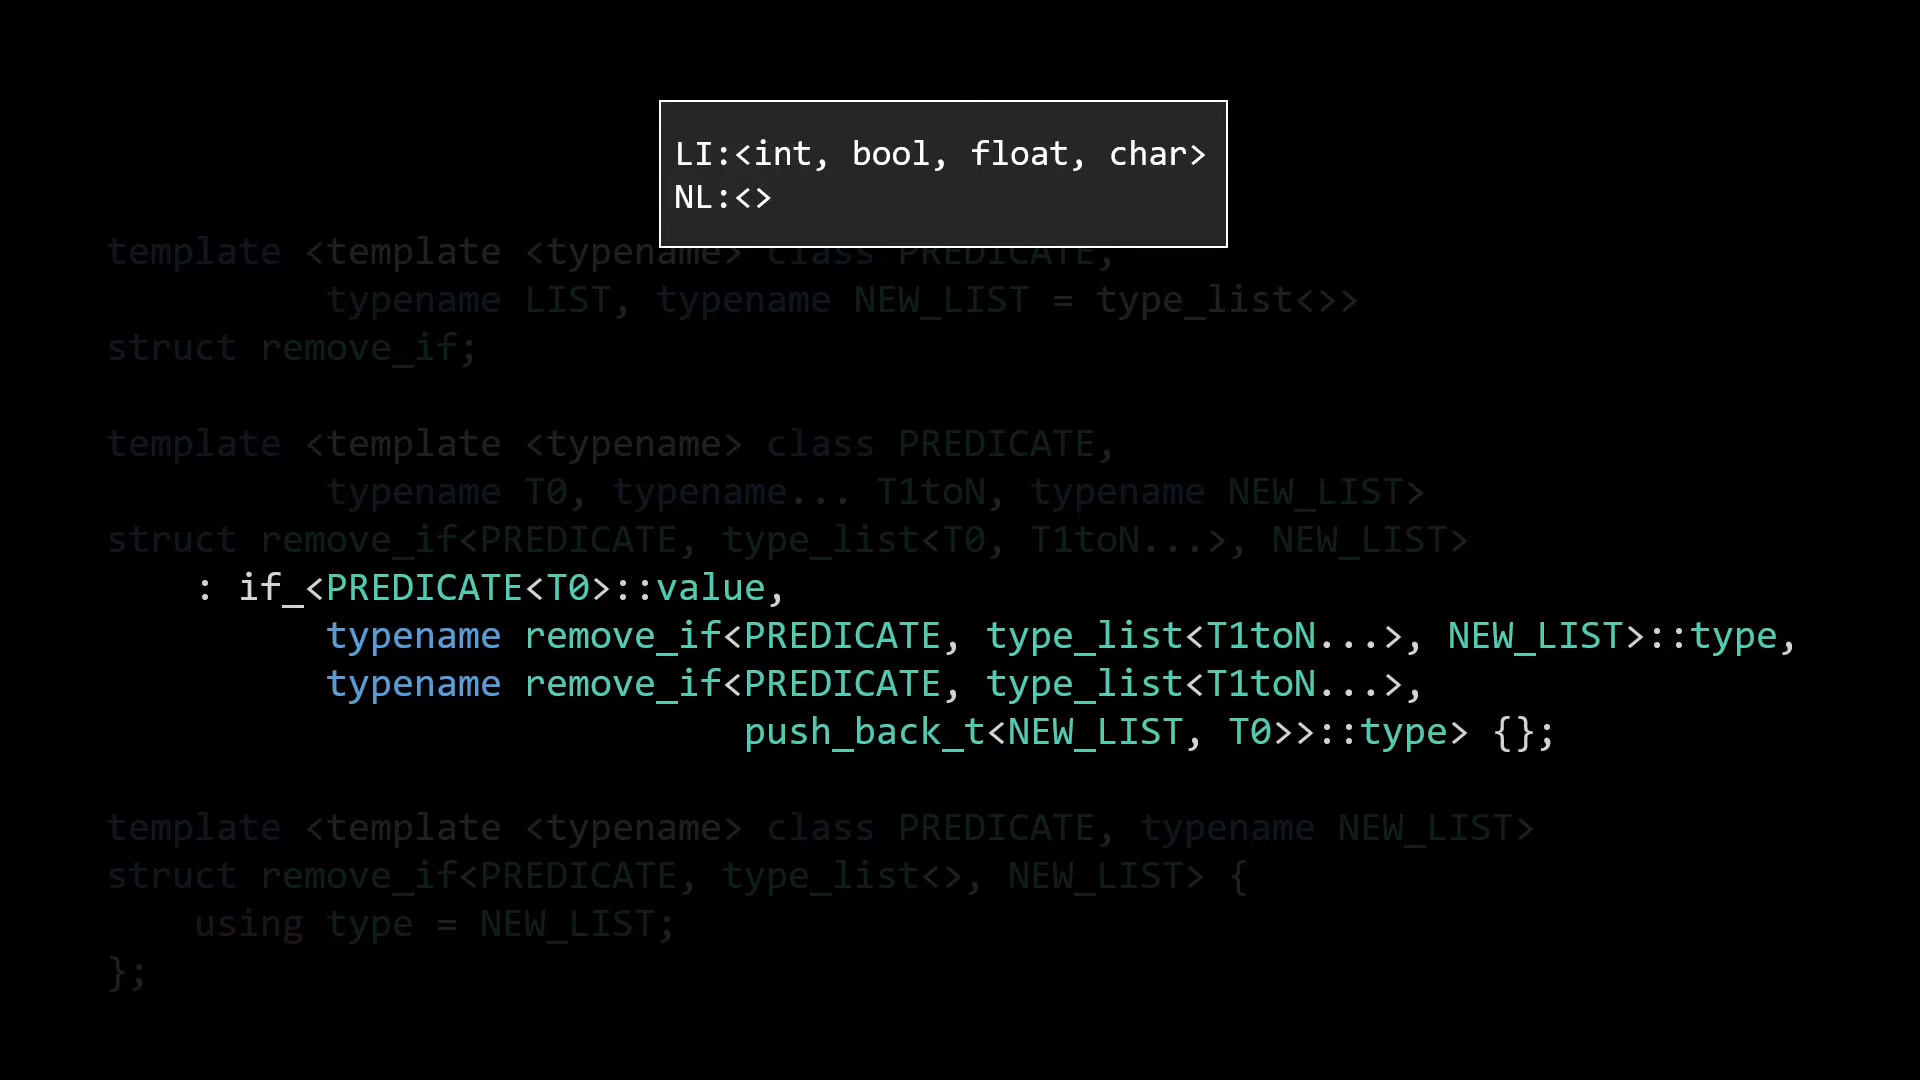 LI:<int, bool, float, char>
NL:<>
template <template <typename> class PREDICATE,
typename LIST, typename NEW_LIST = type_list<>>
struct remove_if;
template <template <typename> class PREDICATE,
typename T0, typename... T1toN, typename NEW_LIST>
struct remove_if<PREDICATE, type_list<T0, T1toN...>, NEW_LIST>
: if_<PREDICATE<T0>::value,
typename remove_if<PREDICATE, type_list<T1toN...>, NEW_LIST>::type,
typename remove_if<PREDICATE, type_list<T1toN...>,
push_back_t<NEW_LIST, T0>>::type> {};
template <template <typename> class PREDICATE, typename NEW_LIST>
struct remove_if<PREDICATE, type_list<>, NEW_LIST> {
using type = NEW_LIST;
};